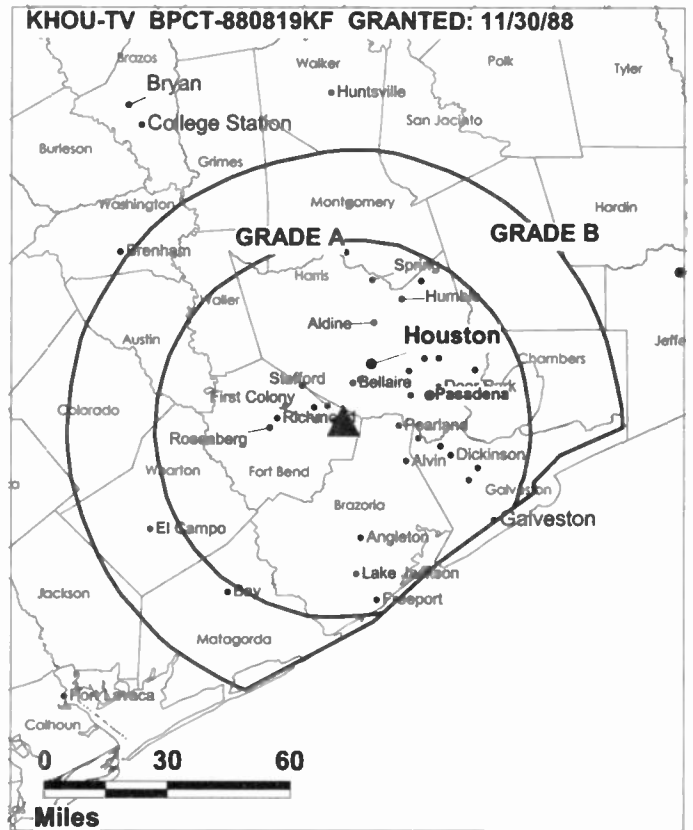 KHOU-TV BPCT-880819KF GRANTED: 11/30/88
Brazos
Walker
Polk
Tyler
Bryan
Huntsville
College Station
San Jacinto
Burleson
Grimes
Washington
Montgomery
Hardin
GRADE A
GRADE B
Brenham
Harris
Spring
Waller
Humble
Aldine
Austin
Houston
Jeffe
Chambers
Stafford
Bellaire
Deer Park
First Colony
Pasadena
Colorado
Richmond
Pearland
Rosenberg
Dickinson
Alvin
Wharton
Fort Bend
Galveston
Brazoria
Galveston
El Campo
Angleton
Lake Jackson
Jackson
Bay
Freeport
Matagorda
Port Lavaca
Calhoun
0 30 60
Miles